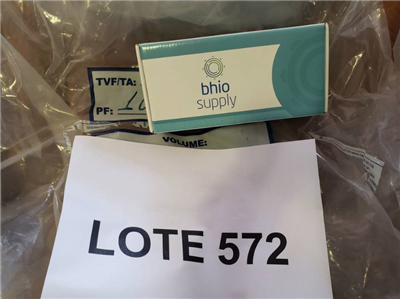 bhio
supply
TVF/TA:
PF:
VOLUME:
LOTE 572